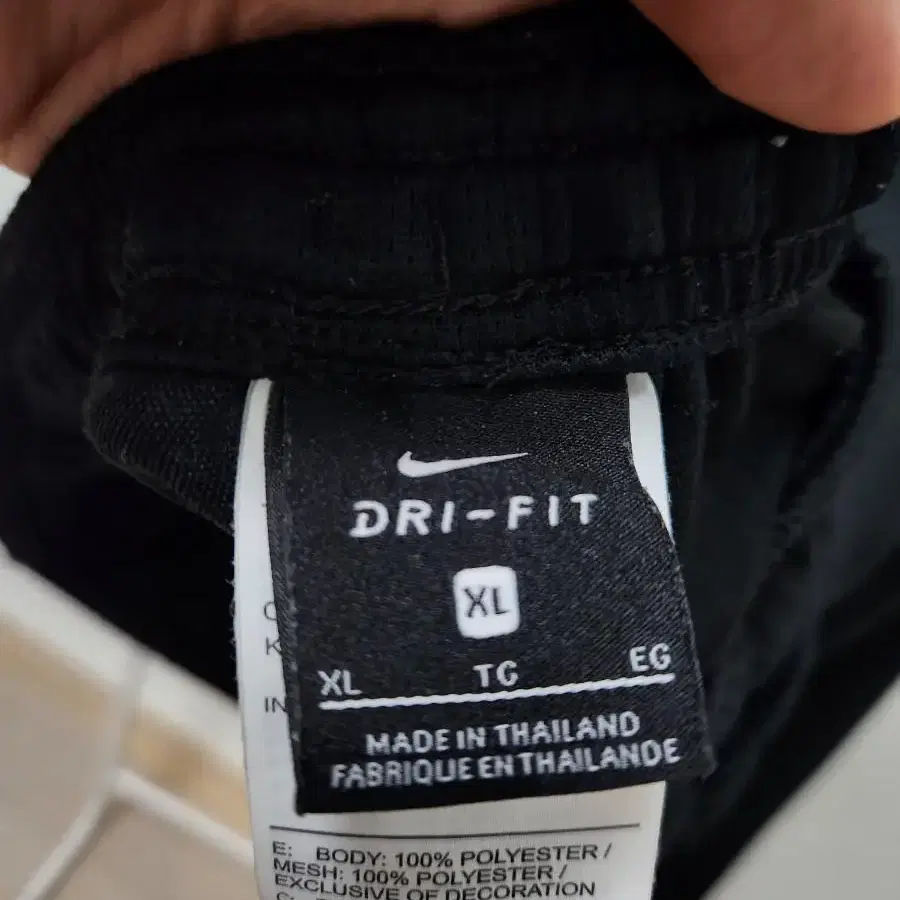 DRI-FIT
XL
XL TG EG
MADE IN THAILAND
FABRIQUE EN THAILANDE
K
IN
E: BODY: 100% POLYESTER /
MESH: 100% POLYESTER /
EXCLUSIVE OF DECORATION